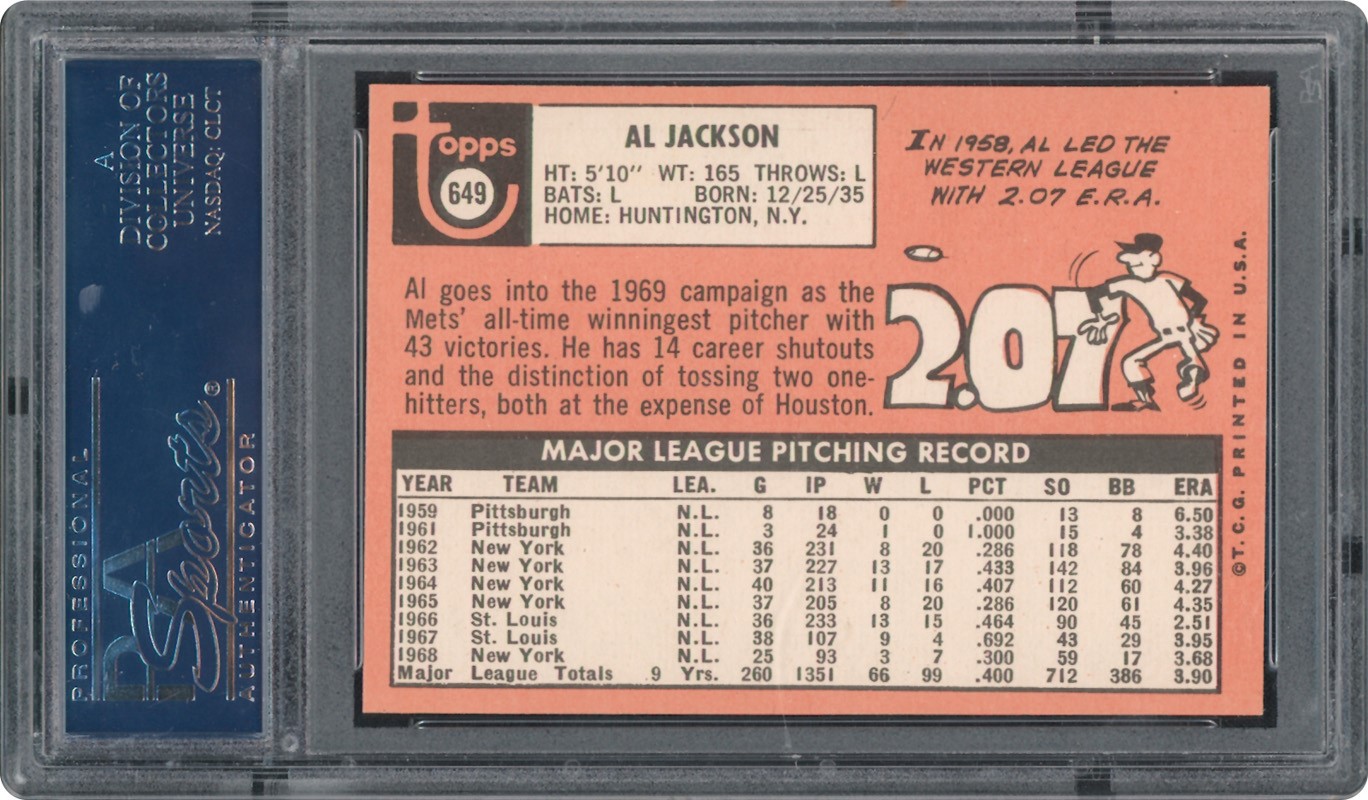 A
DIVISION OF
COLLECTORS
UNIVERSE
NASDAQ: CLCT
PROFESSIONAL
PSA
Sports®
AUTHENTICATOR
topps
649
AL JACKSON
HT: 5'10" WT: 165 THROWS: L
BATS: L BORN: 12/25/35
HOME: HUNTINGTON, N.Y.
IN 1958, AL LED THE
WESTERN LEAGUE
WITH 2.07 E.R.A.
2.07
Al goes into the 1969 campaign as the
Mets' all-time winningest pitcher with
43 victories. He has 14 career shutouts
and the distinction of tossing two one-
hitters, both at the expense of Houston.
MAJOR LEAGUE PITCHING RECORD
YEAR TEAM LEA. G IP W L PCT SO BB ERA
1959 Pittsburgh N.L. 8 18 0 0 .000 13 8 6.50
1961 Pittsburgh N.L. 3 24 1 0 1.000 15 4 3.38
1962 New York N.L. 36 231 8 20 .286 118 78 4.40
1963 New York N.L. 37 227 13 17 .433 142 84 3.96
1964 New York N.L. 40 213 11 16 .407 112 60 4.27
1965 New York N.L. 37 205 8 20 .286 120 61 4.35
1966 St. Louis N.L. 36 233 13 15 .464 90 45 2.51
1967 St. Louis N.L. 38 107 9 4 .692 43 29 3.95
1968 New York N.L. 25 93 3 7 .300 59 17 3.68
Major League Totals 9 Yrs. 260 1351 66 99 .400 712 386 3.90
©T.C.G. PRINTED IN U.S.A.